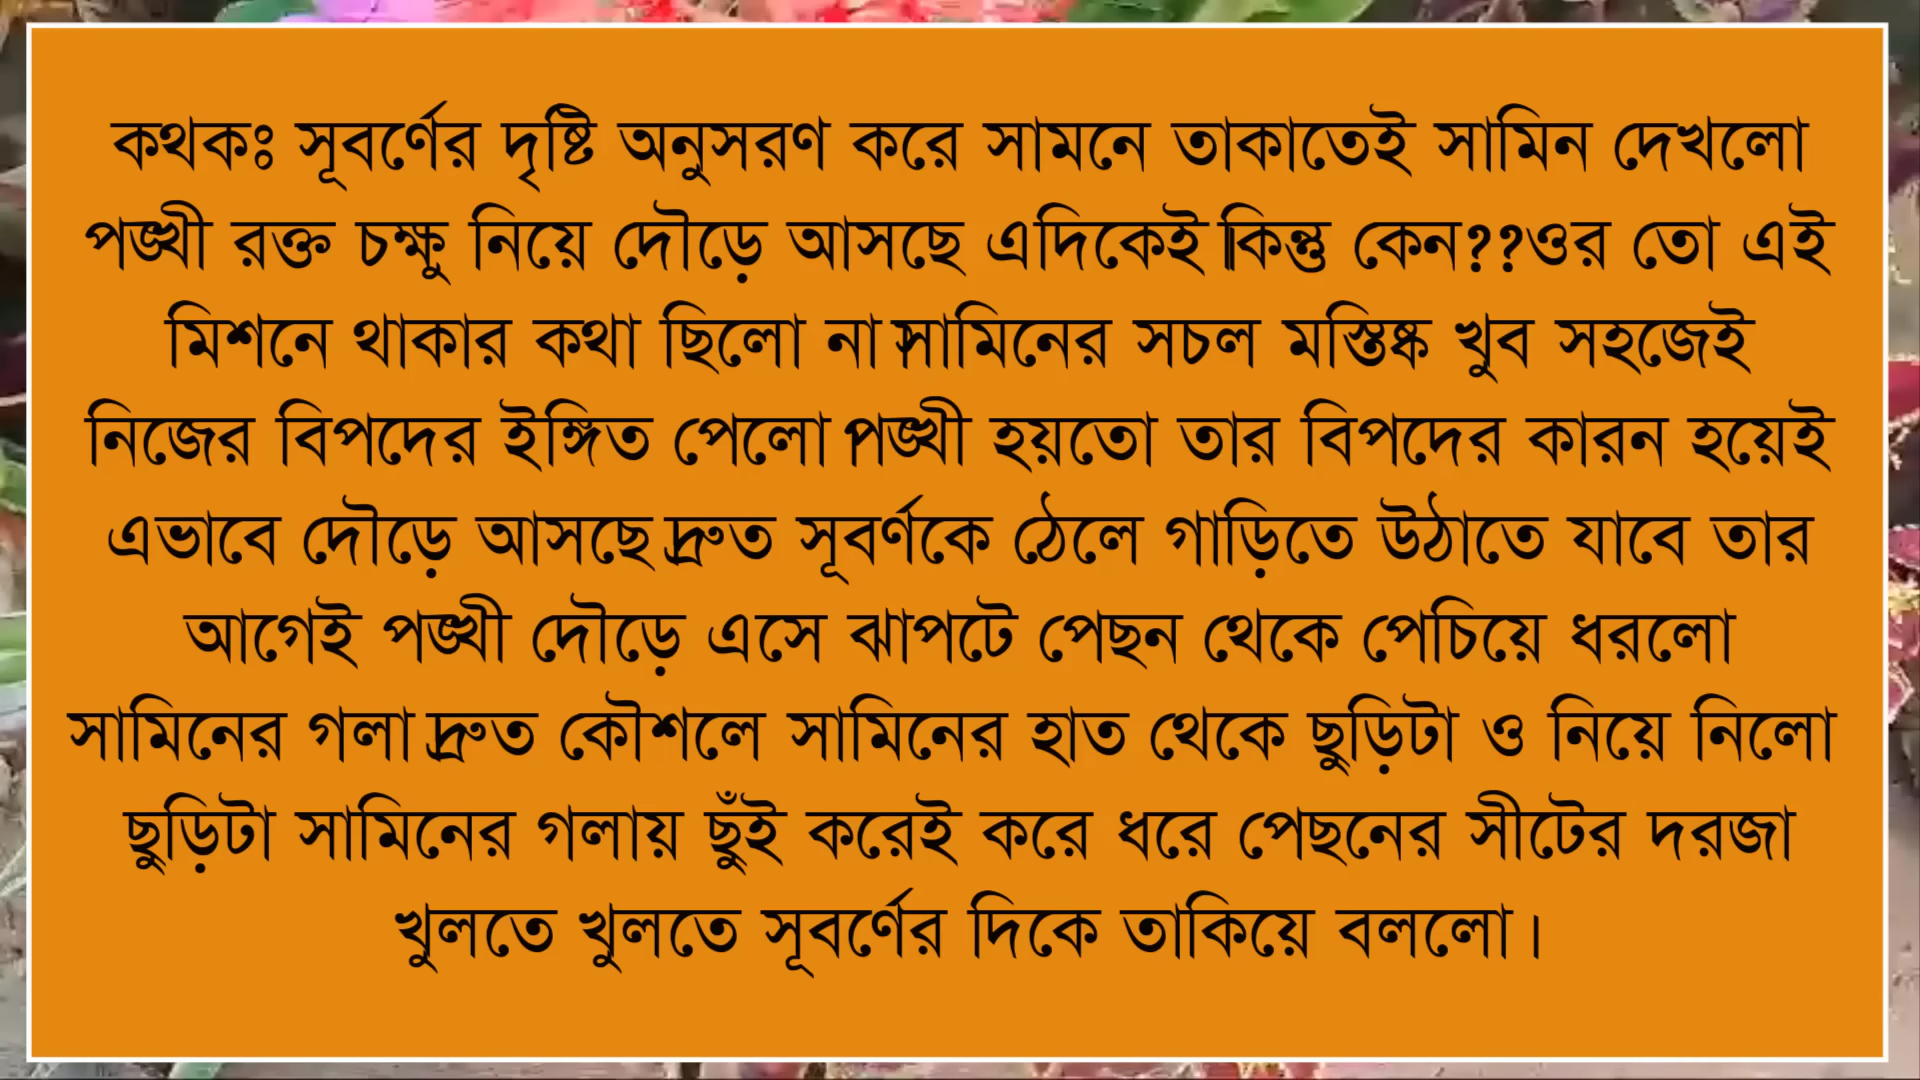 কথকঃ সূবর্ণের দৃষ্টি অনুসরণ করে সামনে তাকাতেই সামিন দেখলো
পঙ্খী রক্ত চক্ষু নিয়ে দৌড়ে আসছে এদিকেই।কিন্তু কেন??ওর তো এই
মিশনে থাকার কথা ছিলো না।সামিনের সচল মস্তিষ্ক খুব সহজেই
নিজের বিপদের ইঙ্গিত পেলো।পঙ্খী হয়তো তার বিপদের কারন হয়েই
এভাবে দৌড়ে আসছে।দ্রুত সূবর্ণকে ঠেলে গাড়িতে উঠাতে যাবে তার
আগেই পঙ্খী দৌড়ে এসে ঝাপটে পেছন থেকে পেচিয়ে ধরলো
সামিনের গলা।দ্রুত কৌশলে সামিনের হাত থেকে ছুড়িটা ও নিয়ে নিলো
ছুড়িটা সামিনের গলায় ছুঁই করেই করে ধরে পেছনের সীটের দরজা
খুলতে খুলতে সূবর্ণের দিকে তাকিয়ে বললো।